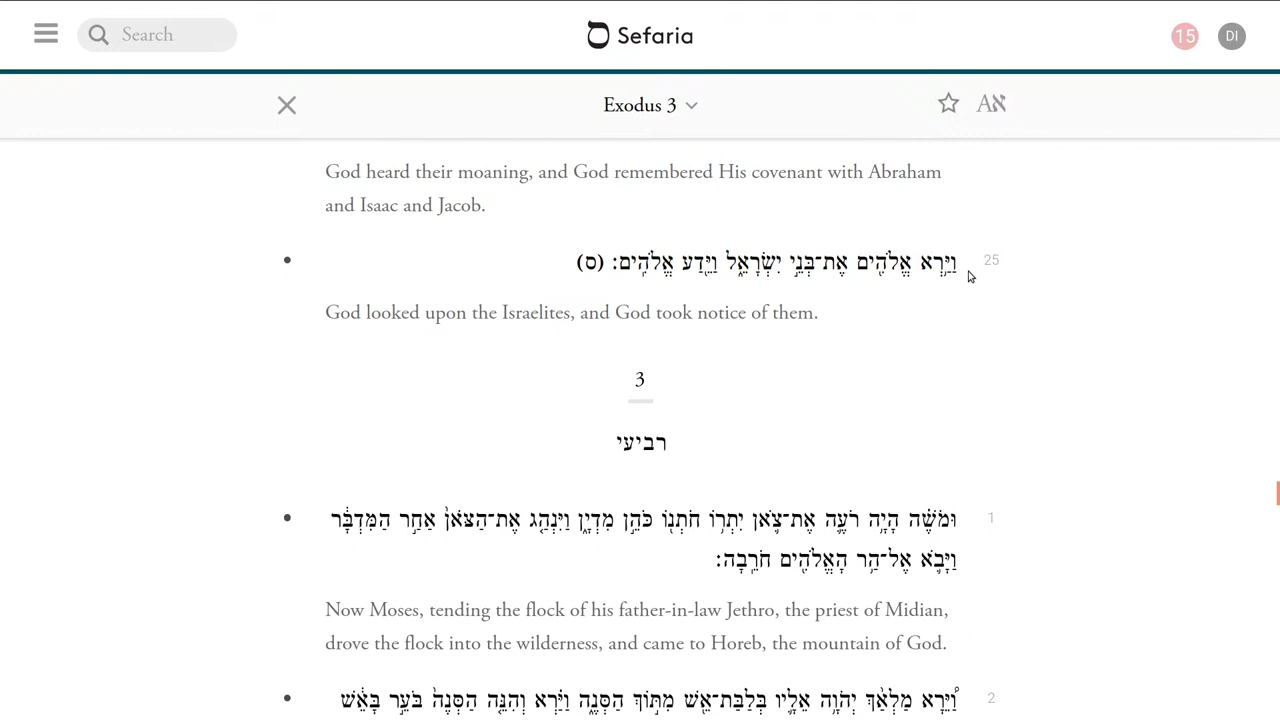 Search
Sefaria
15
DI
Exodus 3
Aא
God heard their moaning, and God remembered His covenant with Abraham
and Isaac and Jacob.
וַיַּ֥רְא אֱלֹהִ֖ים אֶת־בְּנֵ֣י יִשְׂרָאֵ֑ל וַיֵּ֖דַע אֱלֹהִֽים׃ (ס)
25
God looked upon the Israelites, and God took notice of them.
3
רביעי
וּמֹשֶׁ֗ה הָיָ֥ה רֹעֶ֛ה אֶת־צֹ֛אן יִתְר֥וֹ חֹתְנ֖וֹ כֹּהֵ֣ן מִדְיָ֑ן וַיִּנְהַ֤ג אֶת־הַצֹּאן֙ אַחַ֣ר הַמִּדְבָּ֔ר
1
וַיָּבֹ֛א אֶל־הַ֥ר הָאֱלֹהִ֖ים חֹרֵֽבָה׃
Now Moses, tending the flock of his father-in-law Jethro, the priest of Midian,
drove the flock into the wilderness, and came to Horeb, the mountain of God.
וַ֠יֵּרָא מַלְאַ֨ךְ יְהֹוָ֥ה אֵלָ֛יו בְּלַבַּת־אֵ֖שׁ מִתּ֣וֹךְ הַסְּנֶ֑ה וַיַּ֗רְא וְהִנֵּ֤ה הַסְּנֶה֙ בֹּעֵ֣ר בָּאֵ֔שׁ
2